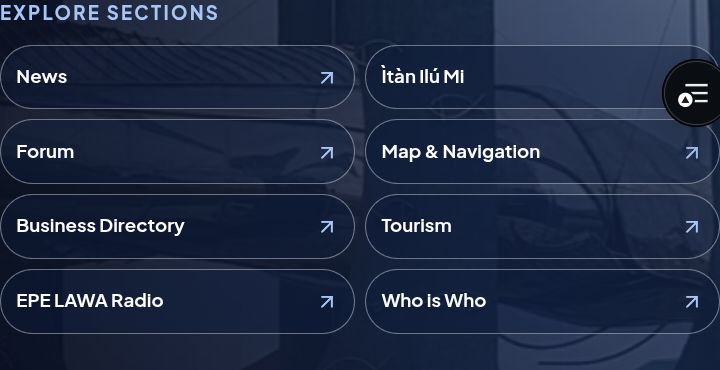 EXPLORE SECTIONS
News
Ìtàn Ilú Mi
Forum
Map & Navigation
Business Directory
Tourism
EPE LAWA Radio
Who is Who